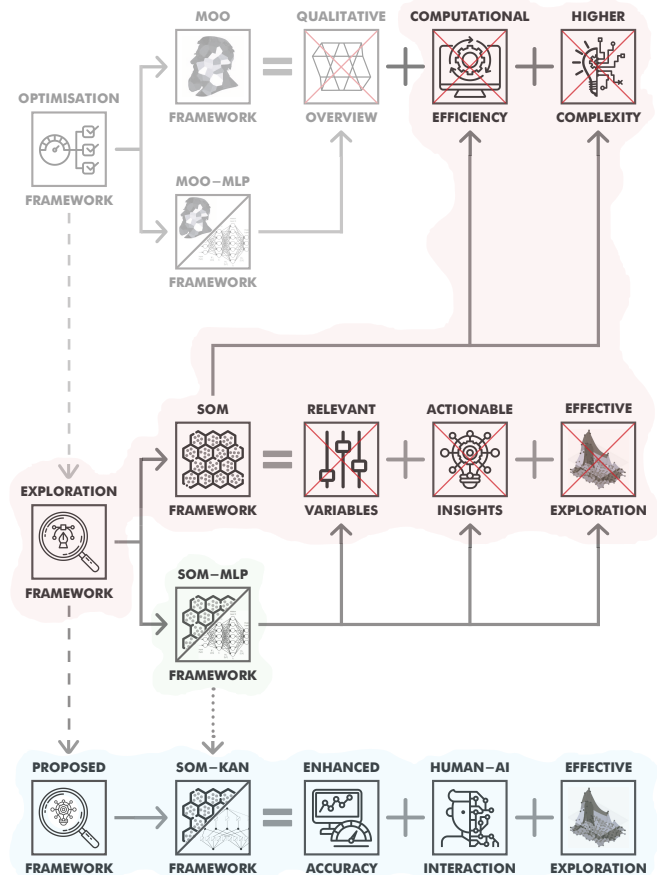 MOO
QUALITATIVE
COMPUTATIONAL
HIGHER
FRAMEWORK
OVERVIEW
EFFICIENCY
COMPLEXITY
OPTIMISATION
FRAMEWORK
MOO–MLP
FRAMEWORK
SOM
RELEVANT
ACTIONABLE
EFFECTIVE
FRAMEWORK
VARIABLES
INSIGHTS
EXPLORATION
EXPLORATION
FRAMEWORK
SOM–MLP
FRAMEWORK
PROPOSED
SOM–KAN
ENHANCED
HUMAN–AI
EFFECTIVE
FRAMEWORK
FRAMEWORK
ACCURACY
INTERACTION
EXPLORATION